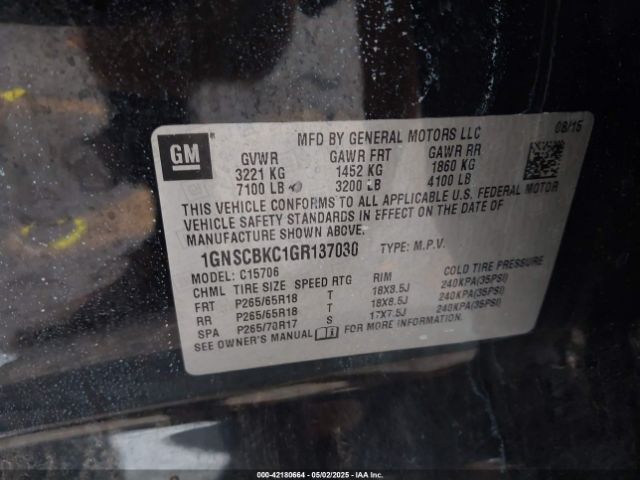 GM
MFD BY GENERAL MOTORS LLC
08/15
GVWR GAWR FRT GAWR RR
3221 KG 1452 KG 1860 KG
7100 LB 3200 LB 4100 LB
THIS VEHICLE CONFORMS TO ALL APPLICABLE U.S. FEDERAL MOTOR
VEHICLE SAFETY STANDARDS IN EFFECT ON THE DATE OF
MANUFACTURE SHOWN ABOVE.
1GNSCBKC1GR137030 TYPE: M.P.V.
MODEL: C15706
CHML TIRE SIZE SPEED RTG RIM COLD TIRE PRESSURE
FRT P265/65R18 T 18X8.5J 240KPA(35PSI)
RR P265/65R18 T 18X8.5J 240KPA(35PSI)
SPA P265/70R17 S 17X7.5J 240KPA(35PSI)
SEE OWNER'S MANUAL FOR MORE INFORMATION.
00-42180664 - 05/02/2025 - © IAA